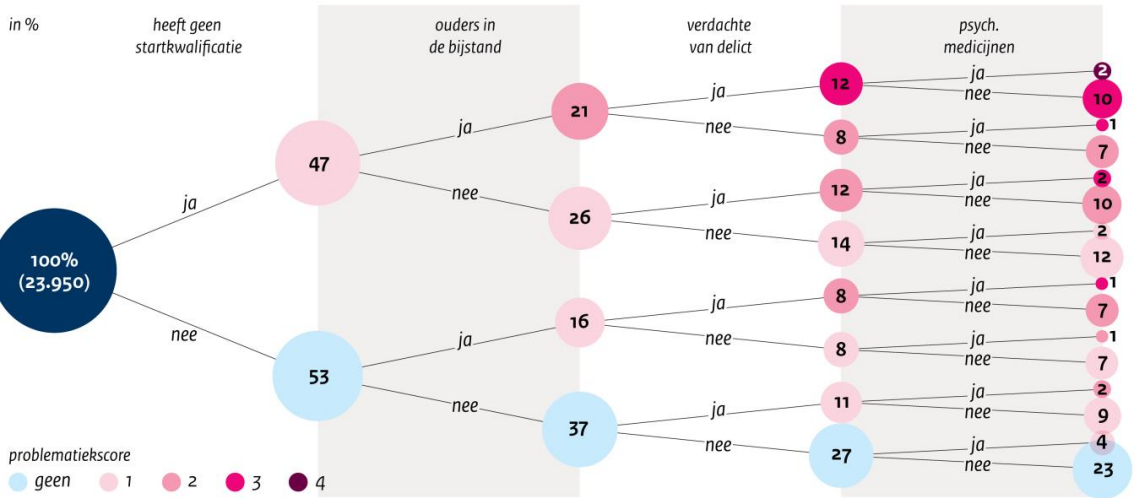 in %
heeft geen
startkwalificatie
ouders in
de bijstand
verdachte
van delict
psych.
medicijnen
100%
(23.950)
ja
nee
47
53
ja
nee
ja
nee
21
26
16
37
ja
nee
ja
nee
ja
nee
ja
nee
12
8
12
14
8
8
11
27
ja
nee
ja
nee
ja
nee
ja
nee
ja
nee
ja
nee
ja
nee
ja
nee
2
10
1
7
2
10
2
12
1
7
1
7
2
9
4
23
problematiekscore
geen 1 2 3 4